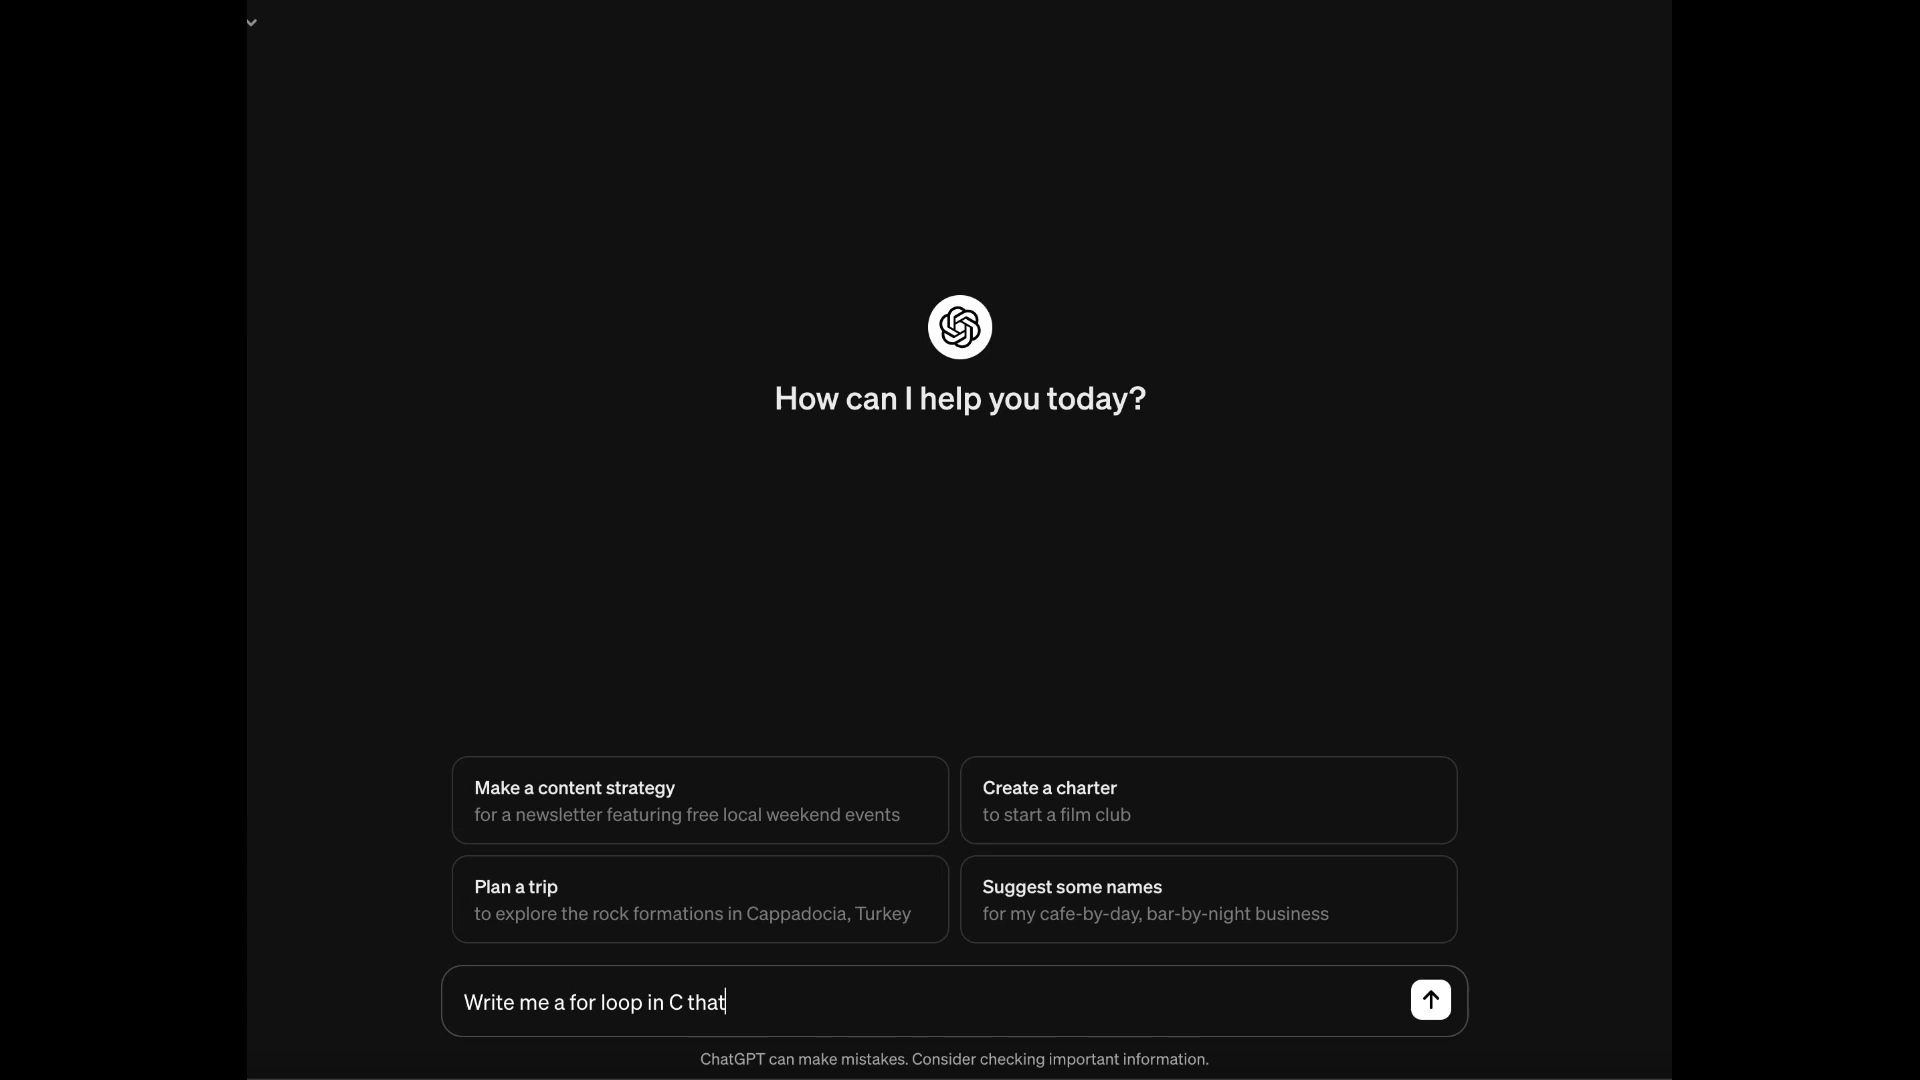 How can I help you today?
Make a content strategy
for a newsletter featuring free local weekend events
Create a charter
to start a film club
Plan a trip
to explore the rock formations in Cappadocia, Turkey
Suggest some names
for my cafe-by-day, bar-by-night business
Write me a for loop in C that
ChatGPT can make mistakes. Consider checking important information.